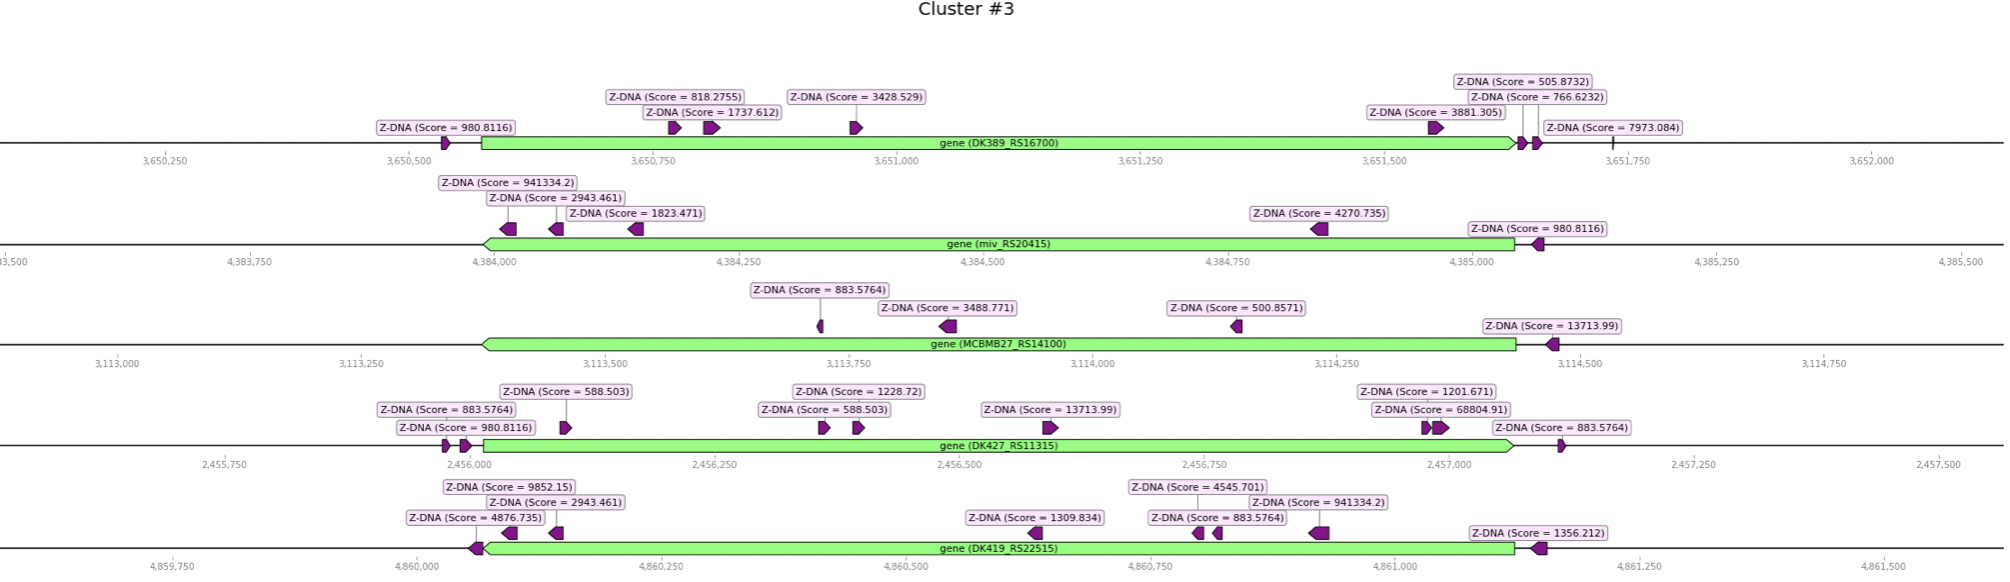 Cluster #3
Z-DNA (Score = 505.8732)
Z-DNA (Score = 818.2755) Z-DNA (Score = 3428.529) Z-DNA (Score = 766.6232)
Z-DNA (Score = 1737.612) Z-DNA (Score = 3881.305)
Z-DNA (Score = 980.8116) Z-DNA (Score = 7973.084)
gene (DK389_RS16700)
3,650,250 3,650,500 3,650,750 3,651,000 3,651,250 3,651,500 3,651,750 3,652,000
Z-DNA (Score = 941334.2)
Z-DNA (Score = 2943.461)
Z-DNA (Score = 1823.471) Z-DNA (Score = 4270.735)
Z-DNA (Score = 980.8116)
gene (miv_RS20415)
3,500 4,383,750 4,384,000 4,384,250 4,384,500 4,384,750 4,385,000 4,385,250 4,385,500
Z-DNA (Score = 883.5764)
Z-DNA (Score = 3488.771) Z-DNA (Score = 500.8571)
Z-DNA (Score = 13713.99)
gene (MCBMB27_RS14100)
3,113,000 3,113,250 3,113,500 3,113,750 3,114,000 3,114,250 3,114,500 3,114,750
Z-DNA (Score = 588.503) Z-DNA (Score = 1228.72) Z-DNA (Score = 1201.671)
Z-DNA (Score = 883.5764) Z-DNA (Score = 588.503) Z-DNA (Score = 13713.99) Z-DNA (Score = 68804.91)
Z-DNA (Score = 980.8116) Z-DNA (Score = 883.5764)
gene (DK427_RS11315)
2,455,750 2,456,000 2,456,250 2,456,500 2,456,750 2,457,000 2,457,250 2,457,500
Z-DNA (Score = 9852.15) Z-DNA (Score = 4545.701)
Z-DNA (Score = 2943.461) Z-DNA (Score = 941334.2)
Z-DNA (Score = 4876.735) Z-DNA (Score = 1309.834) Z-DNA (Score = 883.5764)
Z-DNA (Score = 1356.212)
gene (DK419_RS22515)
4,859,750 4,860,000 4,860,250 4,860,500 4,860,750 4,861,000 4,861,250 4,861,500